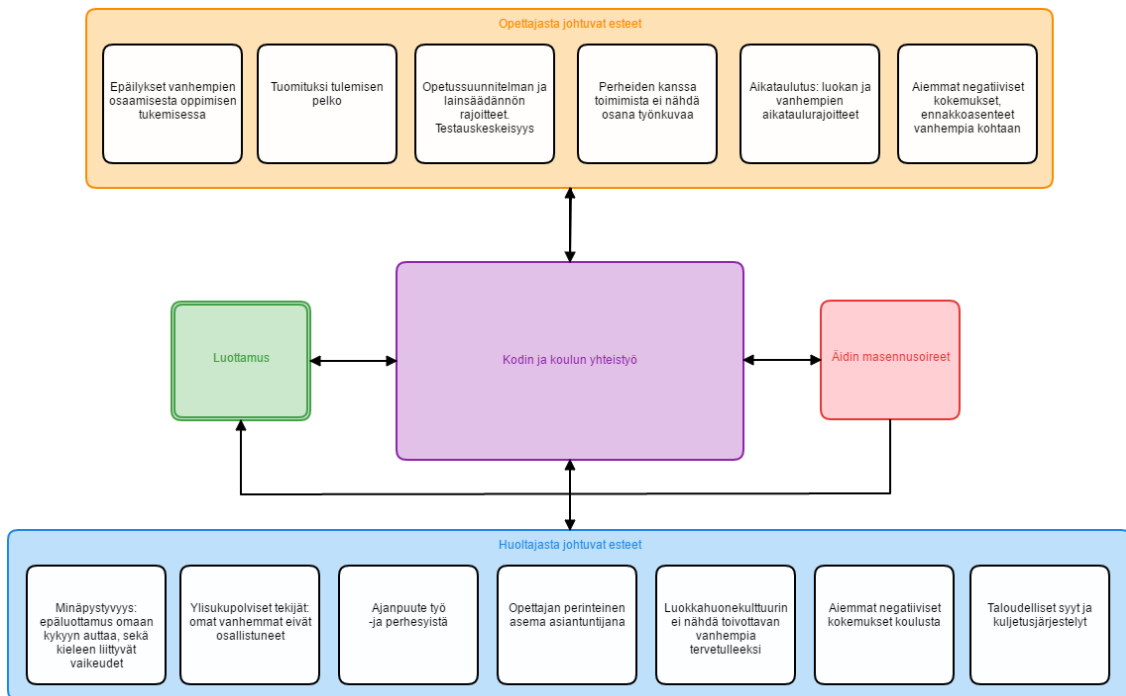 Opettajasta johtuvat esteet
Epäilykset vanhempien
osaamisesta oppimisen
tukemisessa
Tuomituksi tulemisen
pelko
Opetussuunnitelman ja
lainsäädännön
rajoitteet.
Testauskeskeisyys
Perheiden kanssa
toimimista ei nähdä
osana työnkuvaa
Aikataulutus: luokan ja
vanhempien
aikataulurajoitteet
Aiemmat negatiiviset
kokemukset,
ennakkoasenteet
vanhempia kohtaan
Luottamus
Kodin ja koulun yhteistyö
Äidin masennusoireet
Huoltajasta johtuvat esteet
Minäpystyvyys:
epäluottamus omaan
kykyyn auttaa, sekä
kieleen liittyvät
vaikeudet
Ylisukupolviset tekijät:
omat vanhemmat eivät
osallistuneet
Ajanpuute työ
-ja perhesyistä
Opettajan perinteinen
asema asiantuntijana
Luokkahuonekulttuurin
ei nähdä toivottavan
vanhempia
tervetulleeksi
Aiemmat negatiiviset
kokemukset koulusta
Taloudelliset syyt ja
kuljetusjärjestelyt